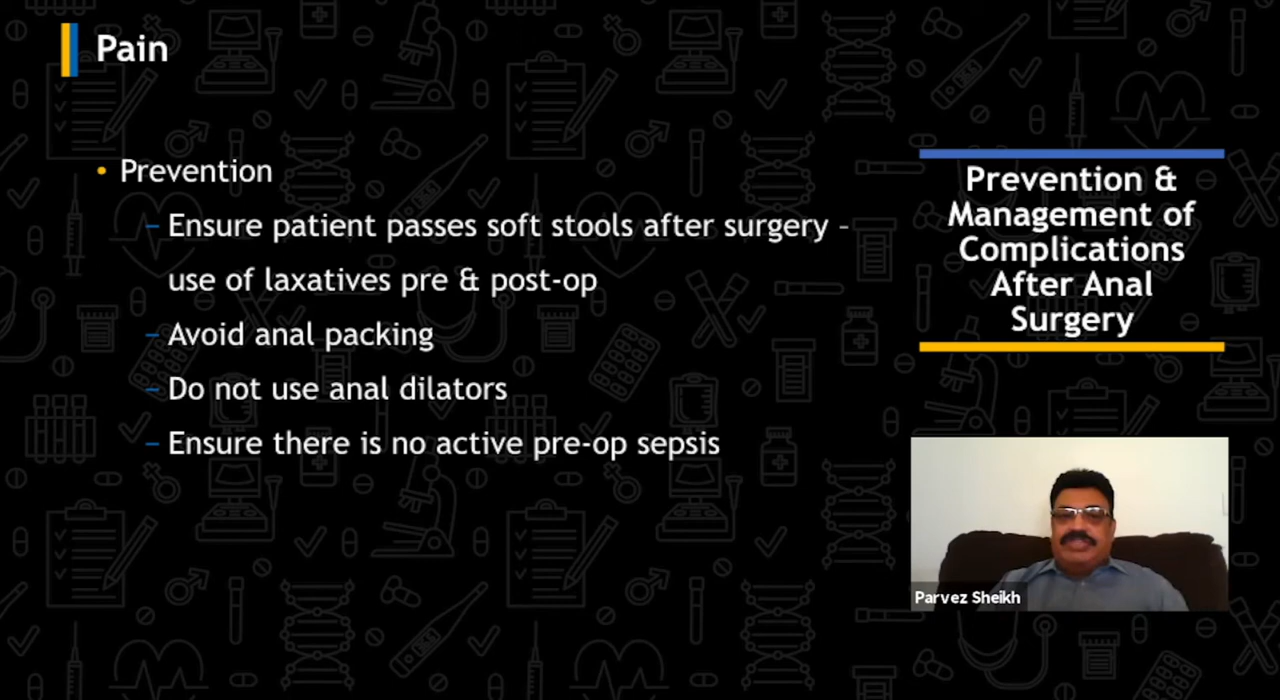 Pain
• Prevention
– Ensure patient passes soft stools after surgery –
use of laxatives pre & post-op
– Avoid anal packing
– Do not use anal dilators
– Ensure there is no active pre-op sepsis
Prevention &
Management of
Complications
After Anal
Surgery
Parvez Sheikh